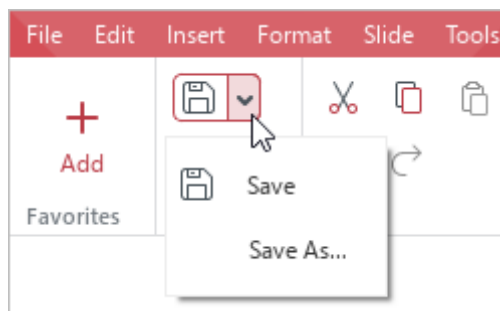 File Edit Insert Format Slide Tools
Add
Favorites
Save
Save As...